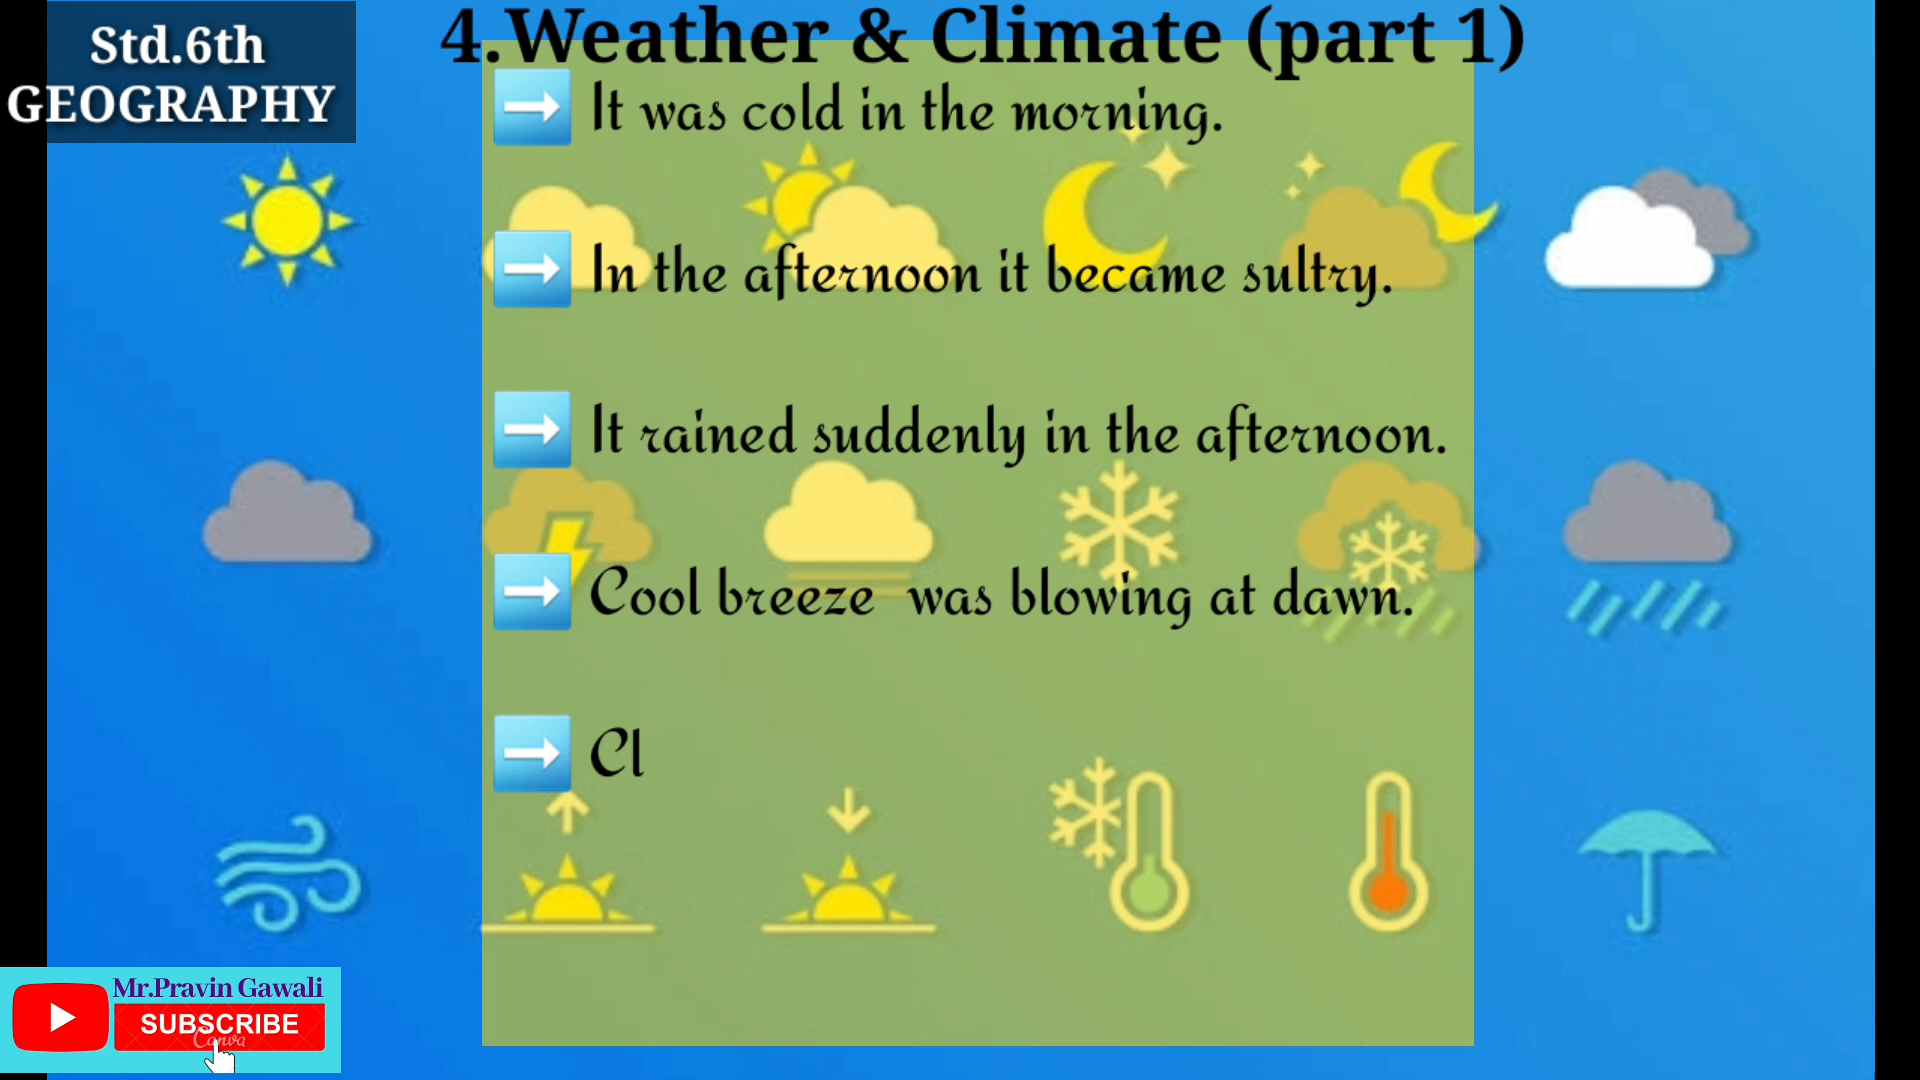 Std.6th
GEOGRAPHY
4.Weather & Climate (part 1)
It was cold in the morning.
In the afternoon it became sultry.
It rained suddenly in the afternoon.
Cool breeze was blowing at dawn.
Cl
Mr.Pravin Gawali
SUBSCRIBE
Canva